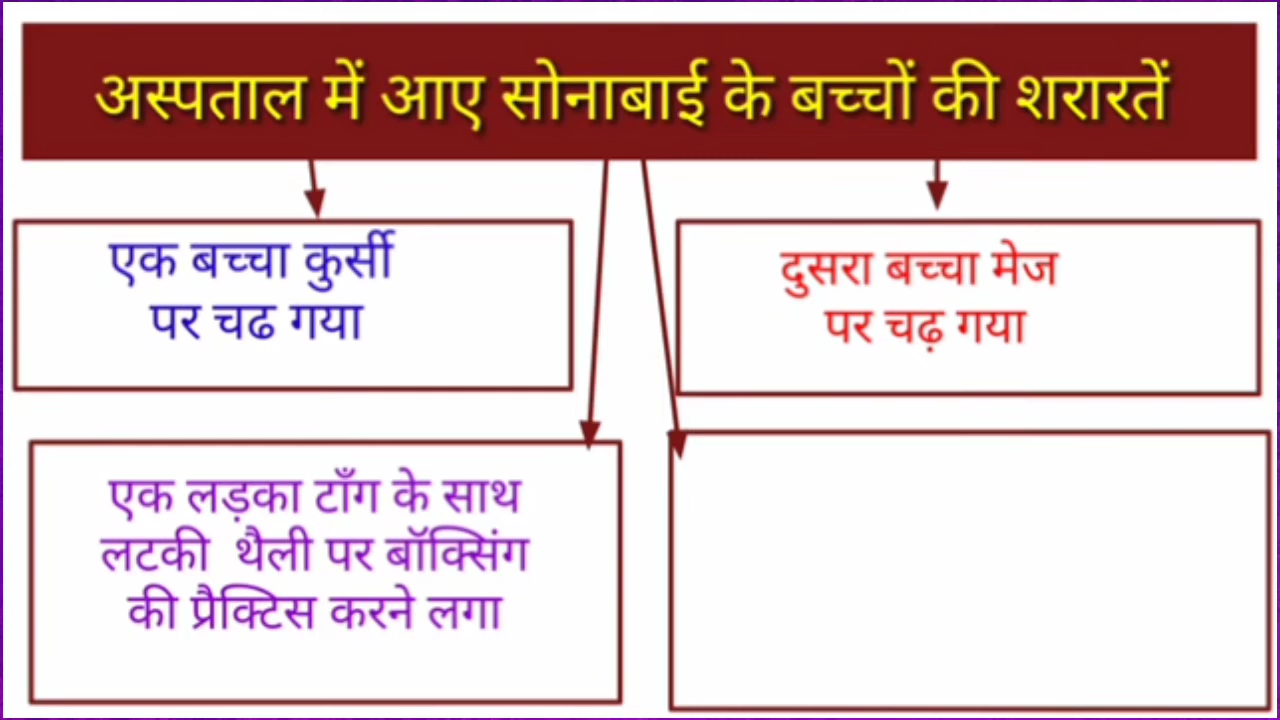 अस्पताल में आए सोनाबाई के बच्चों की शरारतें
एक बच्चा कुर्सी
पर चढ गया
दुसरा बच्चा मेज
पर चढ़ गया
एक लड़का टाँग के साथ
लटकी थैली पर बॉक्सिंग
की प्रैक्टिस करने लगा